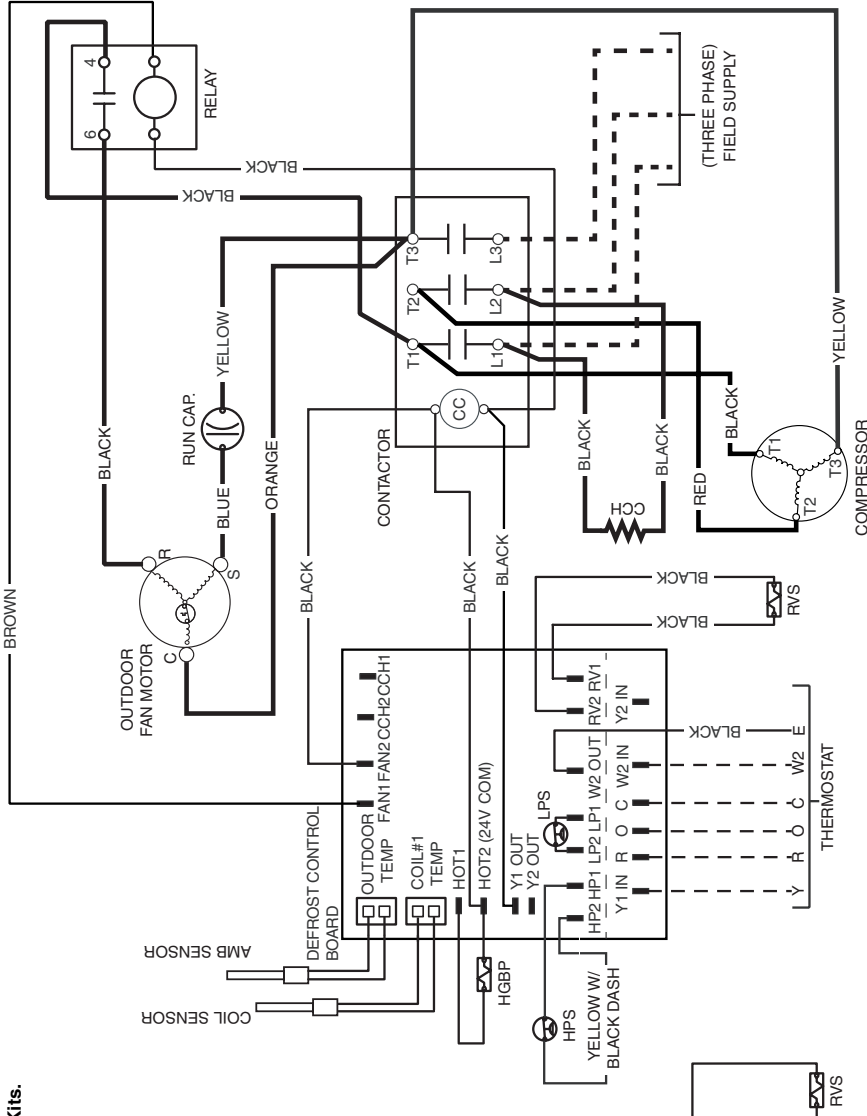 Kits.
BROWN
RELAY
4
6
BLACK
BLACK
BLACK
YELLOW
RUN CAP.
BLUE
ORANGE
OUTDOOR
FAN MOTOR
R
S
C
(THREE PHASE)
FIELD SUPPLY
T3
T2
T1
L3
L2
L1
CC
CONTACTOR
BLACK
BLACK
BLACK
BLACK
BLACK
CCH
RED
BLACK
YELLOW
T1
T2
T3
COMPRESSOR
AMB SENSOR
COIL SENSOR
DEFROST CONTROL
BOARD
OUTDOOR
TEMP
COIL#1
TEMP
FAN1
FAN2
CCH2
CCH1
HOT1
HOT2 (24V COM)
Y1 OUT
Y2 OUT
HGBP
HPS
YELLOW W/
BLACK DASH
HP2
HP1
LP2
LP1
W2 OUT
RV2
RV1
LPS
Y1 IN
R
O
C
W2 IN
Y2 IN
BLACK
BLACK
RVS
BLACK
Y
R
O
C
W2
E
THERMOSTAT
RVS